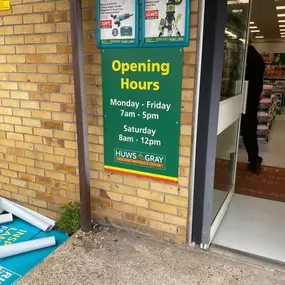 Opening
Hours
Monday - Friday
7am - 5pm
Saturday
8am - 12pm
HUWS GRAY